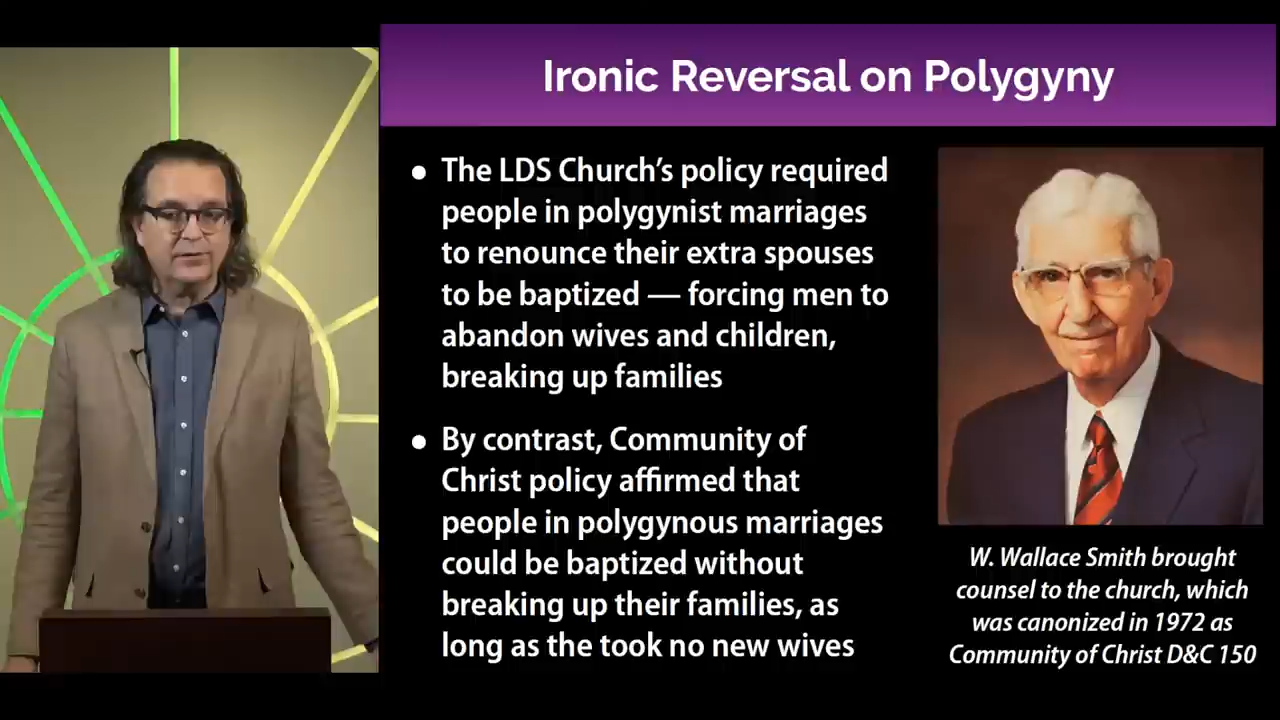 Ironic Reversal on Polygyny
● The LDS Church's policy required
people in polygynist marriages
to renounce their extra spouses
to be baptized — forcing men to
abandon wives and children,
breaking up families
● By contrast, Community of
Christ policy affirmed that
people in polygynous marriages
could be baptized without
breaking up their families, as
long as the took no new wives
W. Wallace Smith brought
counsel to the church, which
was canonized in 1972 as
Community of Christ D&C 150